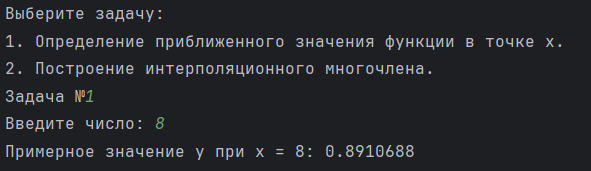 Выберите задачу:
1. Определение приближенного значения функции в точке x.
2. Построение интерполяционного многочлена.
Задача №1
Введите число: 8
Примерное значение y при x = 8: 0.8910688